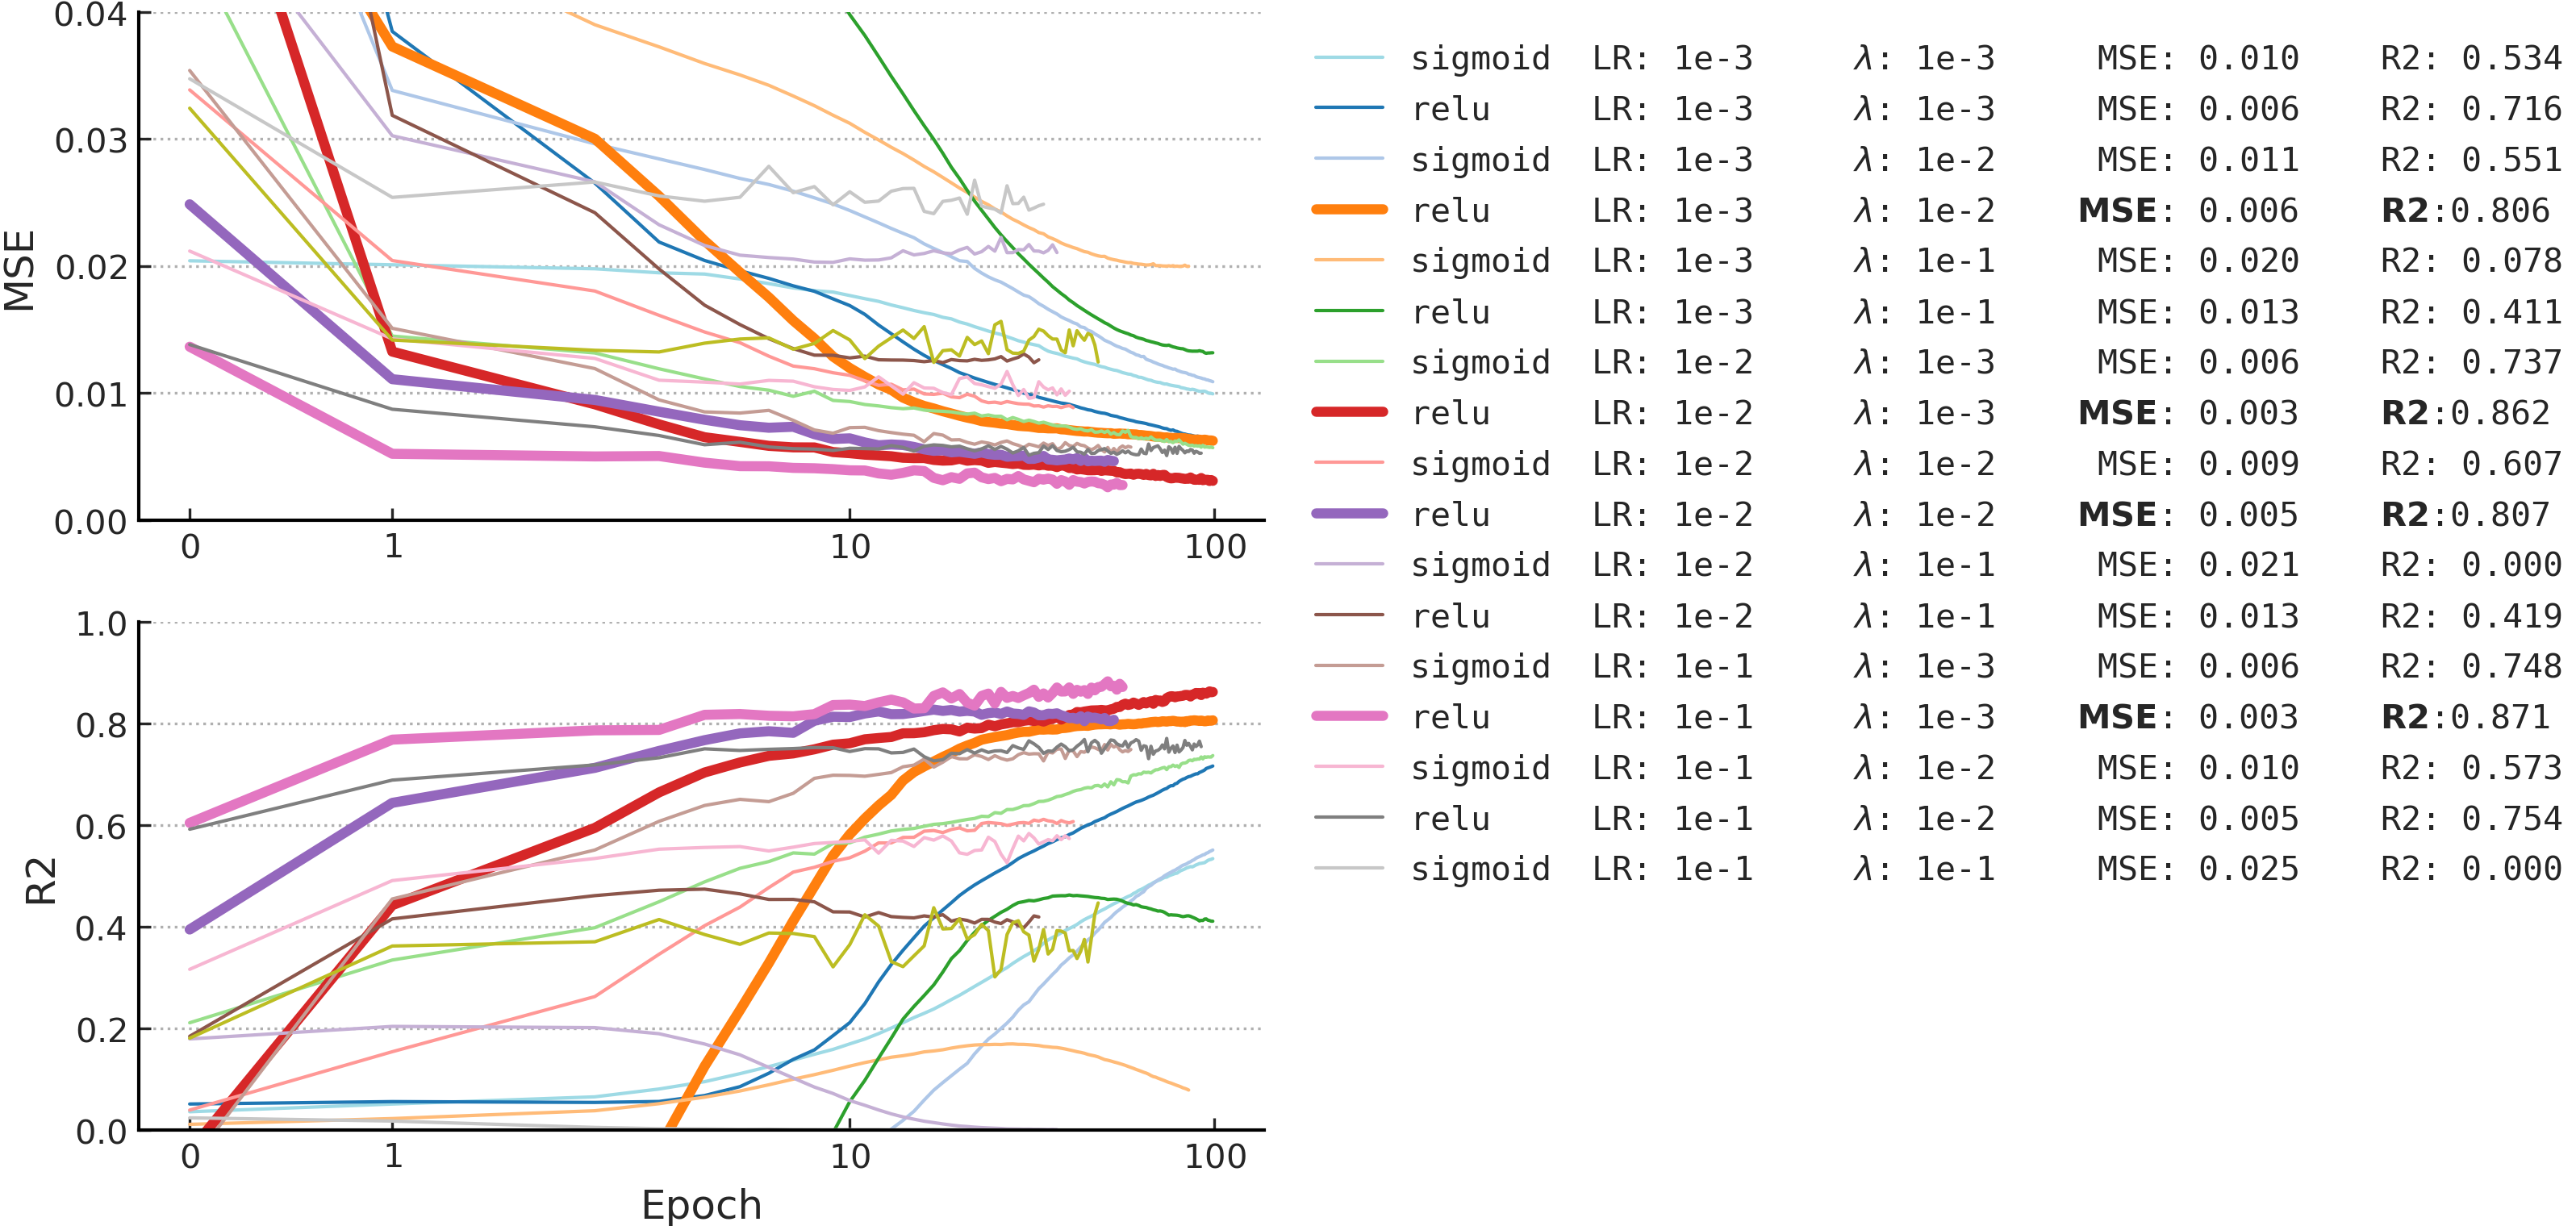 MSE
0.04
0.03
0.02
0.01
0.00
0 1 10 100
R2
1.0
0.8
0.6
0.4
0.2
0.0
0 1 10 100
Epoch
sigmoid LR: 1e-3 λ: 1e-3 MSE: 0.010 R2: 0.534
relu LR: 1e-3 λ: 1e-3 MSE: 0.006 R2: 0.716
sigmoid LR: 1e-3 λ: 1e-2 MSE: 0.011 R2: 0.551
relu LR: 1e-3 λ: 1e-2 MSE: 0.006 R2:0.806
sigmoid LR: 1e-3 λ: 1e-1 MSE: 0.020 R2: 0.078
relu LR: 1e-3 λ: 1e-1 MSE: 0.013 R2: 0.411
sigmoid LR: 1e-2 λ: 1e-3 MSE: 0.006 R2: 0.737
relu LR: 1e-2 λ: 1e-3 MSE: 0.003 R2:0.862
sigmoid LR: 1e-2 λ: 1e-2 MSE: 0.009 R2: 0.607
relu LR: 1e-2 λ: 1e-2 MSE: 0.005 R2:0.807
sigmoid LR: 1e-2 λ: 1e-1 MSE: 0.021 R2: 0.000
relu LR: 1e-2 λ: 1e-1 MSE: 0.013 R2: 0.419
sigmoid LR: 1e-1 λ: 1e-3 MSE: 0.006 R2: 0.748
relu LR: 1e-1 λ: 1e-3 MSE: 0.003 R2:0.871
sigmoid LR: 1e-1 λ: 1e-2 MSE: 0.010 R2: 0.573
relu LR: 1e-1 λ: 1e-2 MSE: 0.005 R2: 0.754
sigmoid LR: 1e-1 λ: 1e-1 MSE: 0.025 R2: 0.000